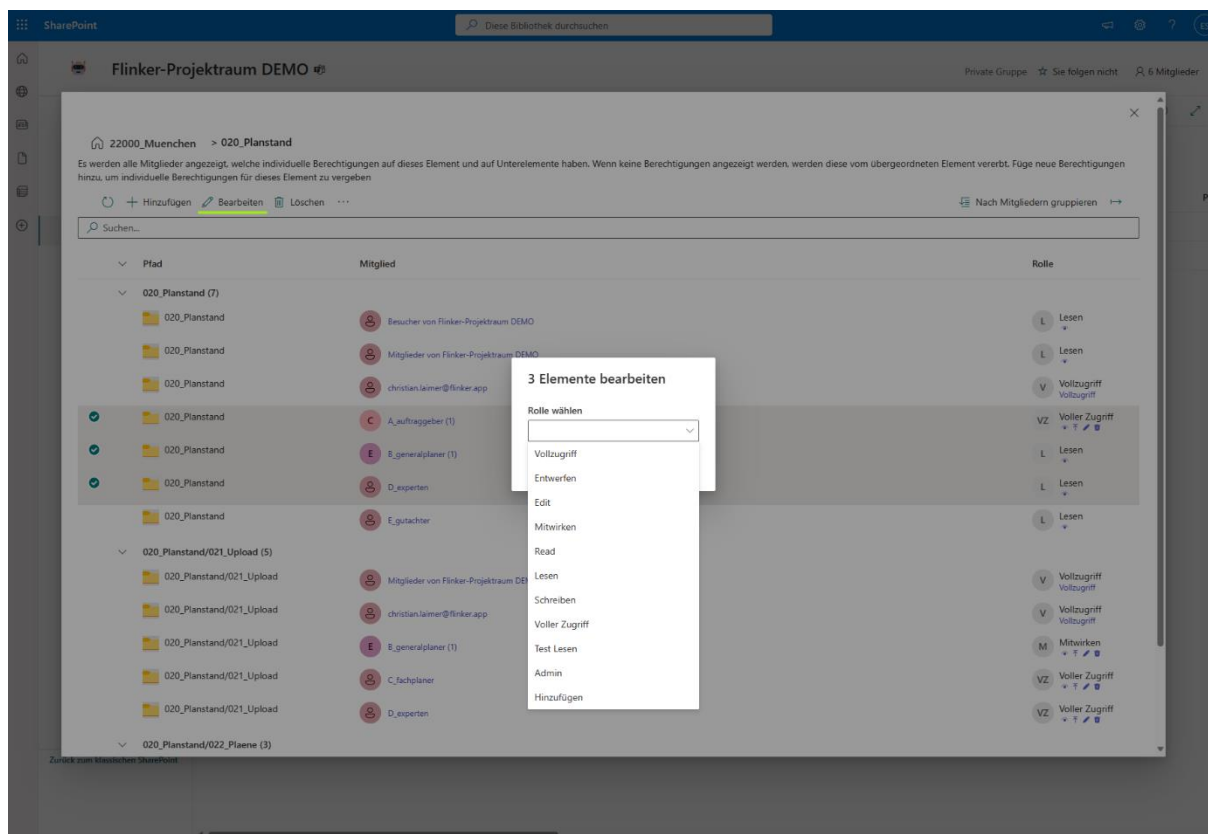 SharePoint
Diese Bibliothek durchsuchen
Flinker-Projektraum DEMO
Private Gruppe Sie folgen nicht 6 Mitglieder
22000_Muenchen > 020_Planstand
Es werden alle Mitglieder angezeigt, welche individuelle Berechtigungen auf dieses Element und auf Unterelemente haben. Wenn keine Berechtigungen angezeigt werden, werden diese vom übergeordneten Element vererbt. Füge neue Berechtigungen
hinzu, um individuelle Berechtigungen für dieses Element zu vergeben
Hinzufügen Bearbeiten Löschen ... Nach Mitgliedern gruppieren
Suchen...
Pfad Mitglied Rolle
020_Planstand (7)
020_Planstand Besucher von Flinker-Projektraum DEMO L Lesen
020_Planstand Mitglieder von Flinker-Projektraum DEMO L Lesen
020_Planstand christian.laimer@flinker.app V Vollzugriff
Vollzugriff
020_Planstand C A_auftraggeber (1) VZ Voller Zugriff
020_Planstand E B_generalplaner (1) L Lesen
020_Planstand D_experten L Lesen
020_Planstand E_gutachter L Lesen
020_Planstand/021_Upload (5)
020_Planstand/021_Upload Mitglieder von Flinker-Projektraum DE V Vollzugriff
Vollzugriff
020_Planstand/021_Upload christian.laimer@flinker.app V Vollzugriff
Vollzugriff
020_Planstand/021_Upload E B_generalplaner (1) M Mitwirken
020_Planstand/021_Upload C_fachplaner VZ Voller Zugriff
020_Planstand/021_Upload D_experten VZ Voller Zugriff
020_Planstand/022_Plaene (3)
Zurück zum klassischen SharePoint
3 Elemente bearbeiten
Rolle wählen
Vollzugriff
Entwerfen
Edit
Mitwirken
Read
Lesen
Schreiben
Voller Zugriff
Test Lesen
Admin
Hinzufügen